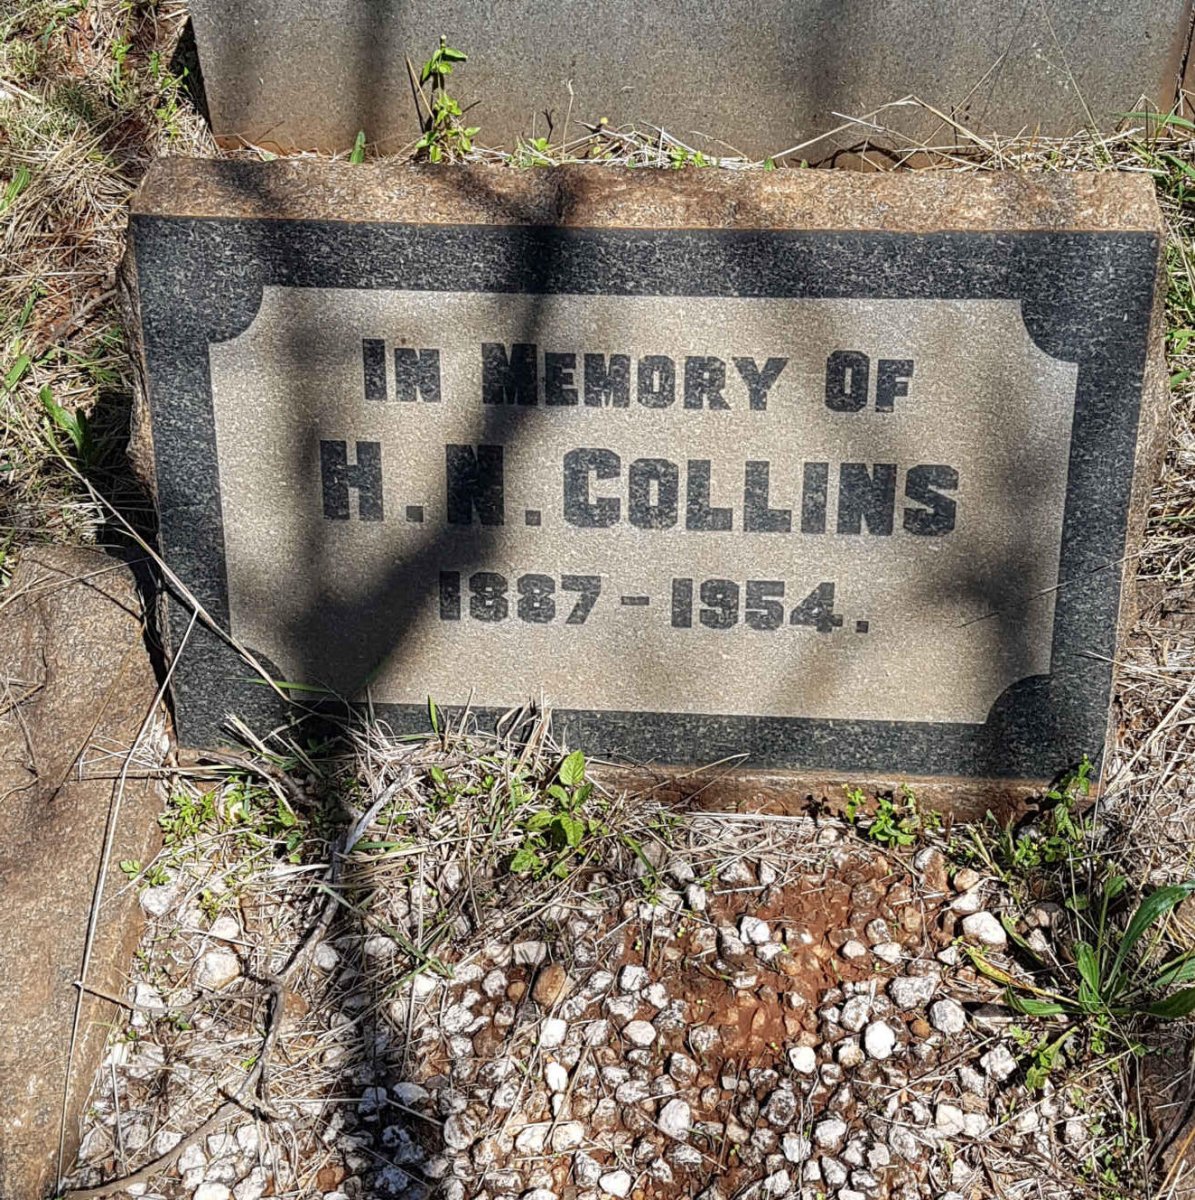 In Memory Of
H. N. Collins
1887 - 1954.